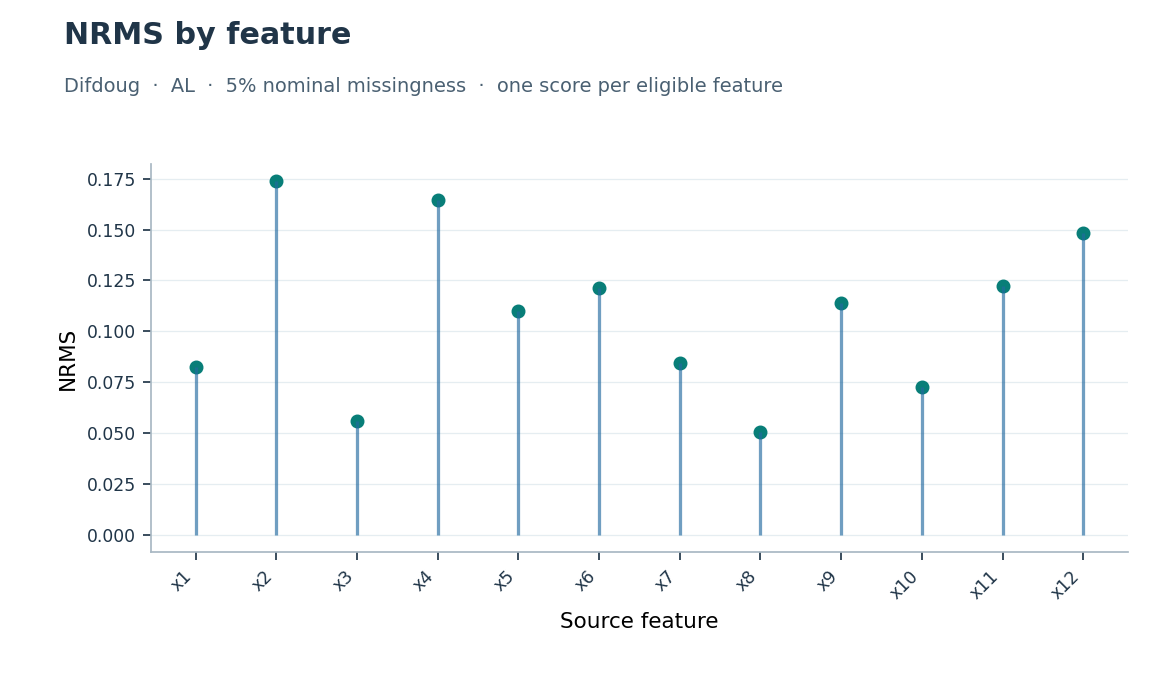 NRMS by feature
Difdoug · AL · 5% nominal missingness · one score per eligible feature
NRMS
0.175
0.150
0.125
0.100
0.075
0.050
0.025
0.000
x1 x2 x3 x4 x5 x6 x7 x8 x9 x10 x11 x12
Source feature